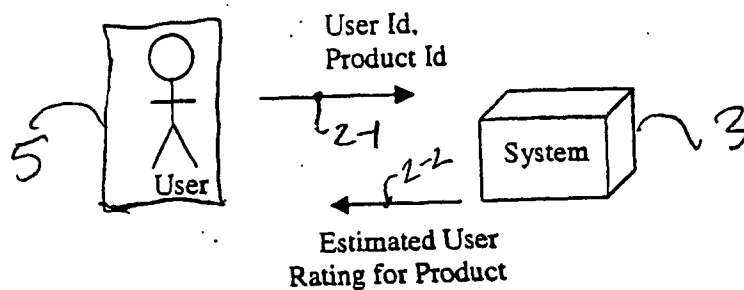 User Id,
Product Id
2-1
5
User
System
3
2-2
Estimated User
Rating for Product